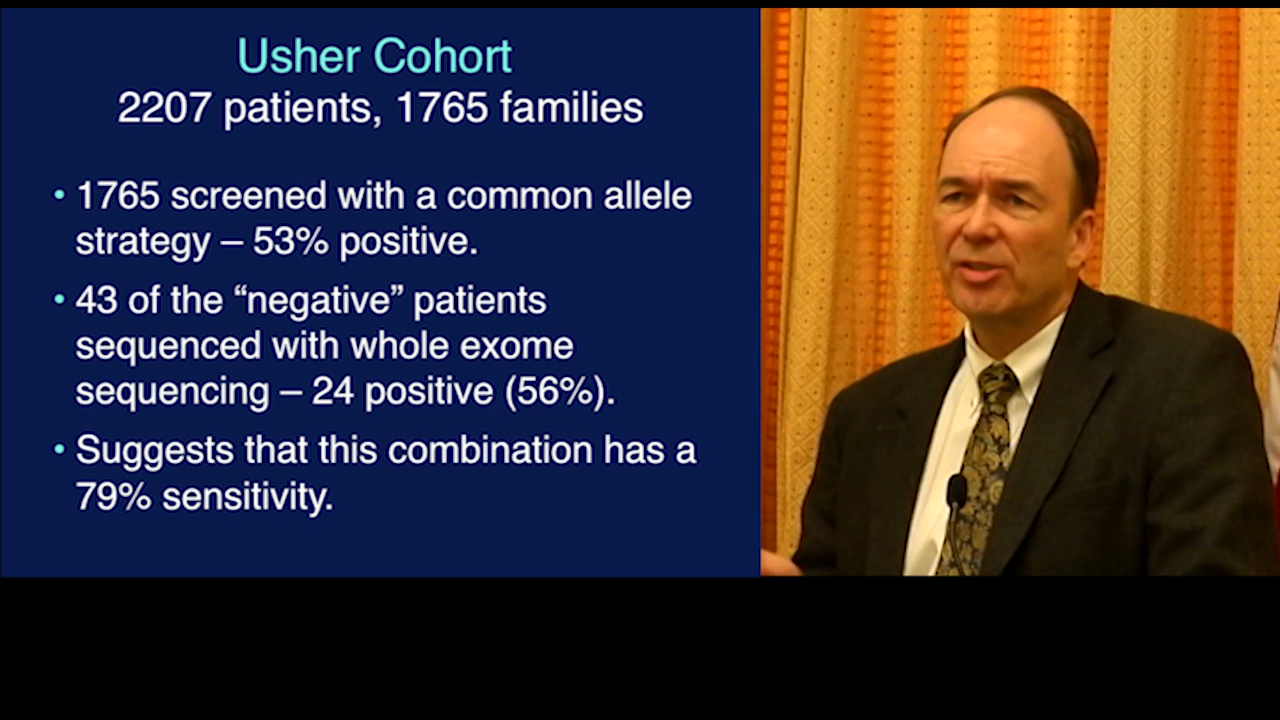 Usher Cohort
2207 patients, 1765 families
• 1765 screened with a common allele
strategy – 53% positive.
• 43 of the “negative” patients
sequenced with whole exome
sequencing – 24 positive (56%).
• Suggests that this combination has a
79% sensitivity.